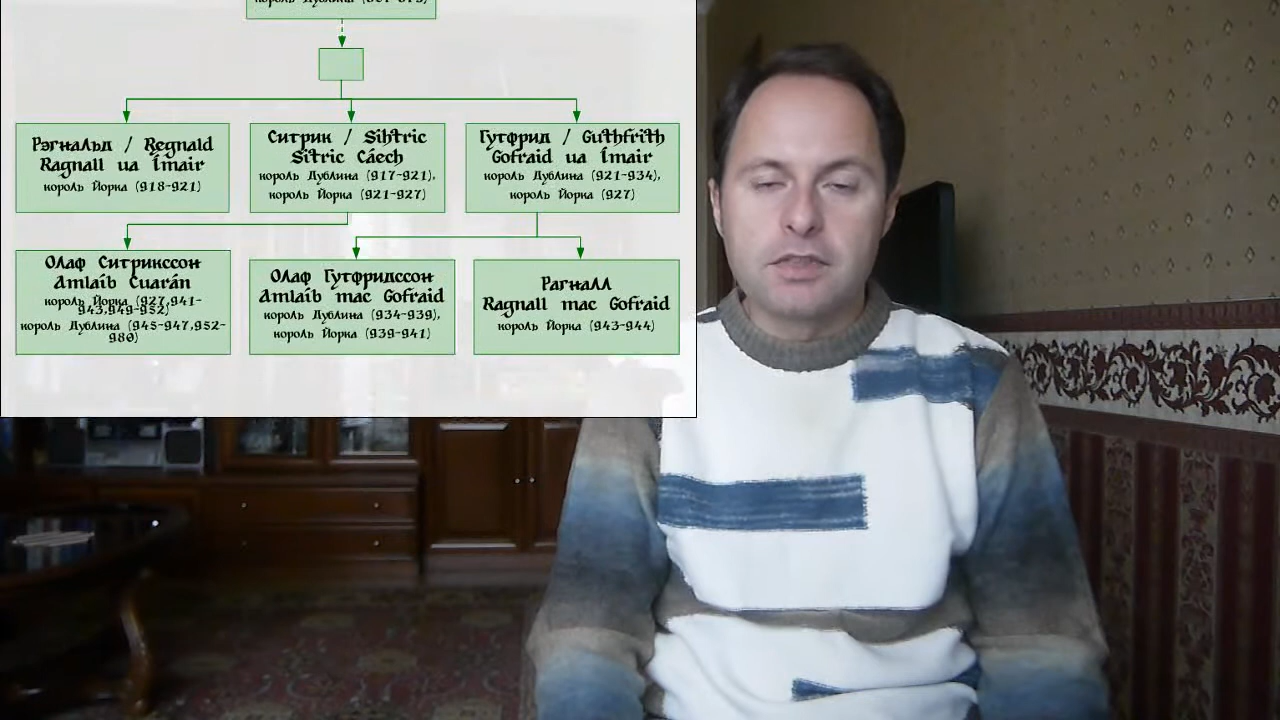 король Дублина
Рэгнальд / Regnald
Ragnall ua Ímair
король Йорка (918-921)
Ситрик / Sihtric
Sitric Cáech
король Дублина (917-921),
король Йорка (921-927)
Гутфрид / Guthfrith
Gofraid ua Ímair
король Дублина (921-934),
король Йорка (927)
Олаф Ситрикссон
Amlaíb Cuarán
король Йорка (927,941-
943,949-952)
король Дублина (945-947,952-
980)
Олаф Гутфридссон
Amlaíb mac Gofraid
король Дублина (934-939),
король Йорка (939-941)
Рагналл
Ragnall mac Gofraid
король Йорка (943-944)